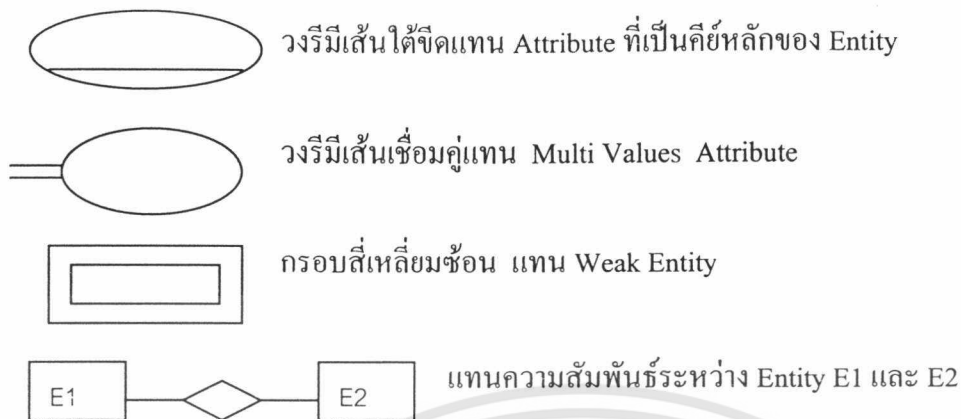 วงรีมีเส้นใต้ขีดแทน Attribute ที่เป็นคีย์หลักของ Entity
วงรีมีเส้นเชื่อมคู่แทน Multi Values Attribute
กรอบสี่เหลี่ยมซ้อน แทน Weak Entity
E1 E2 แทนความสัมพันธ์ระหว่าง Entity E1 และ E2